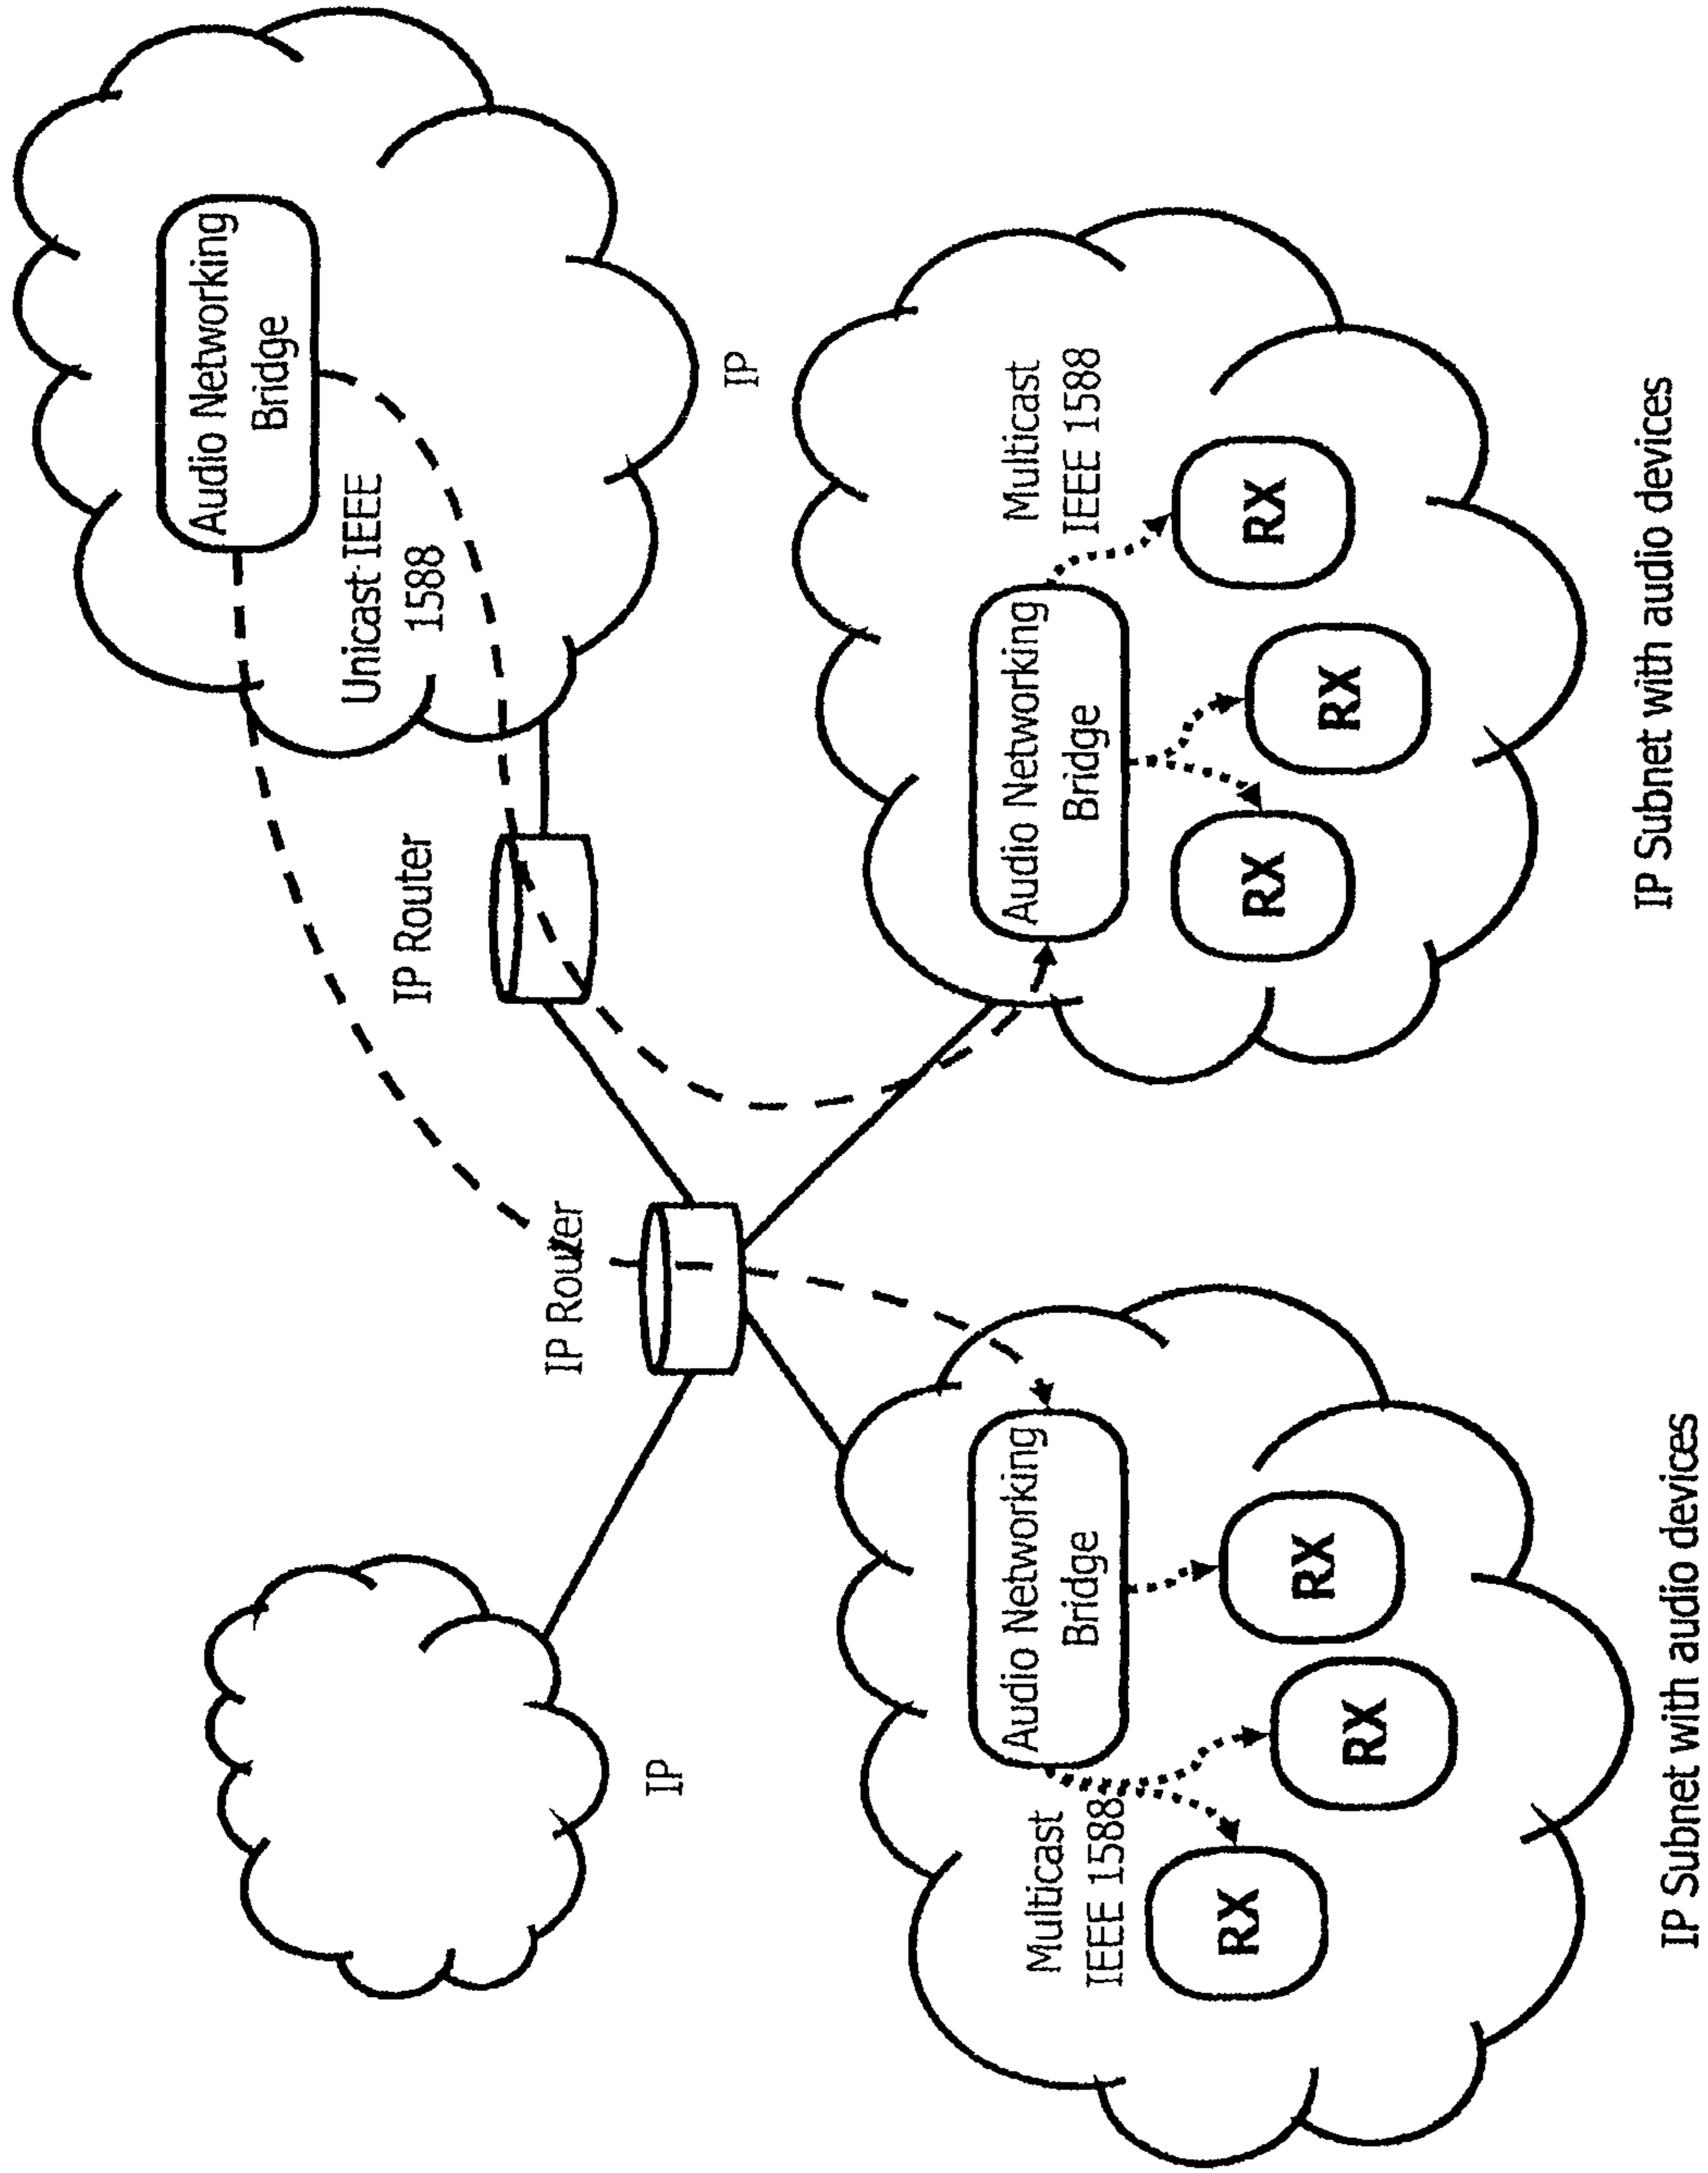 Audio Networking
Bridge
Unicast IEEE
1588
IP Router
IP Router
IP
IP
Multicast
IEEE 1588
Audio Networking
Bridge
RX
RX
RX
IP Subnet with audio devices
Audio Networking
Bridge
Multicast
IEEE 1588
RX
RX
RX
IP Subnet with audio devices